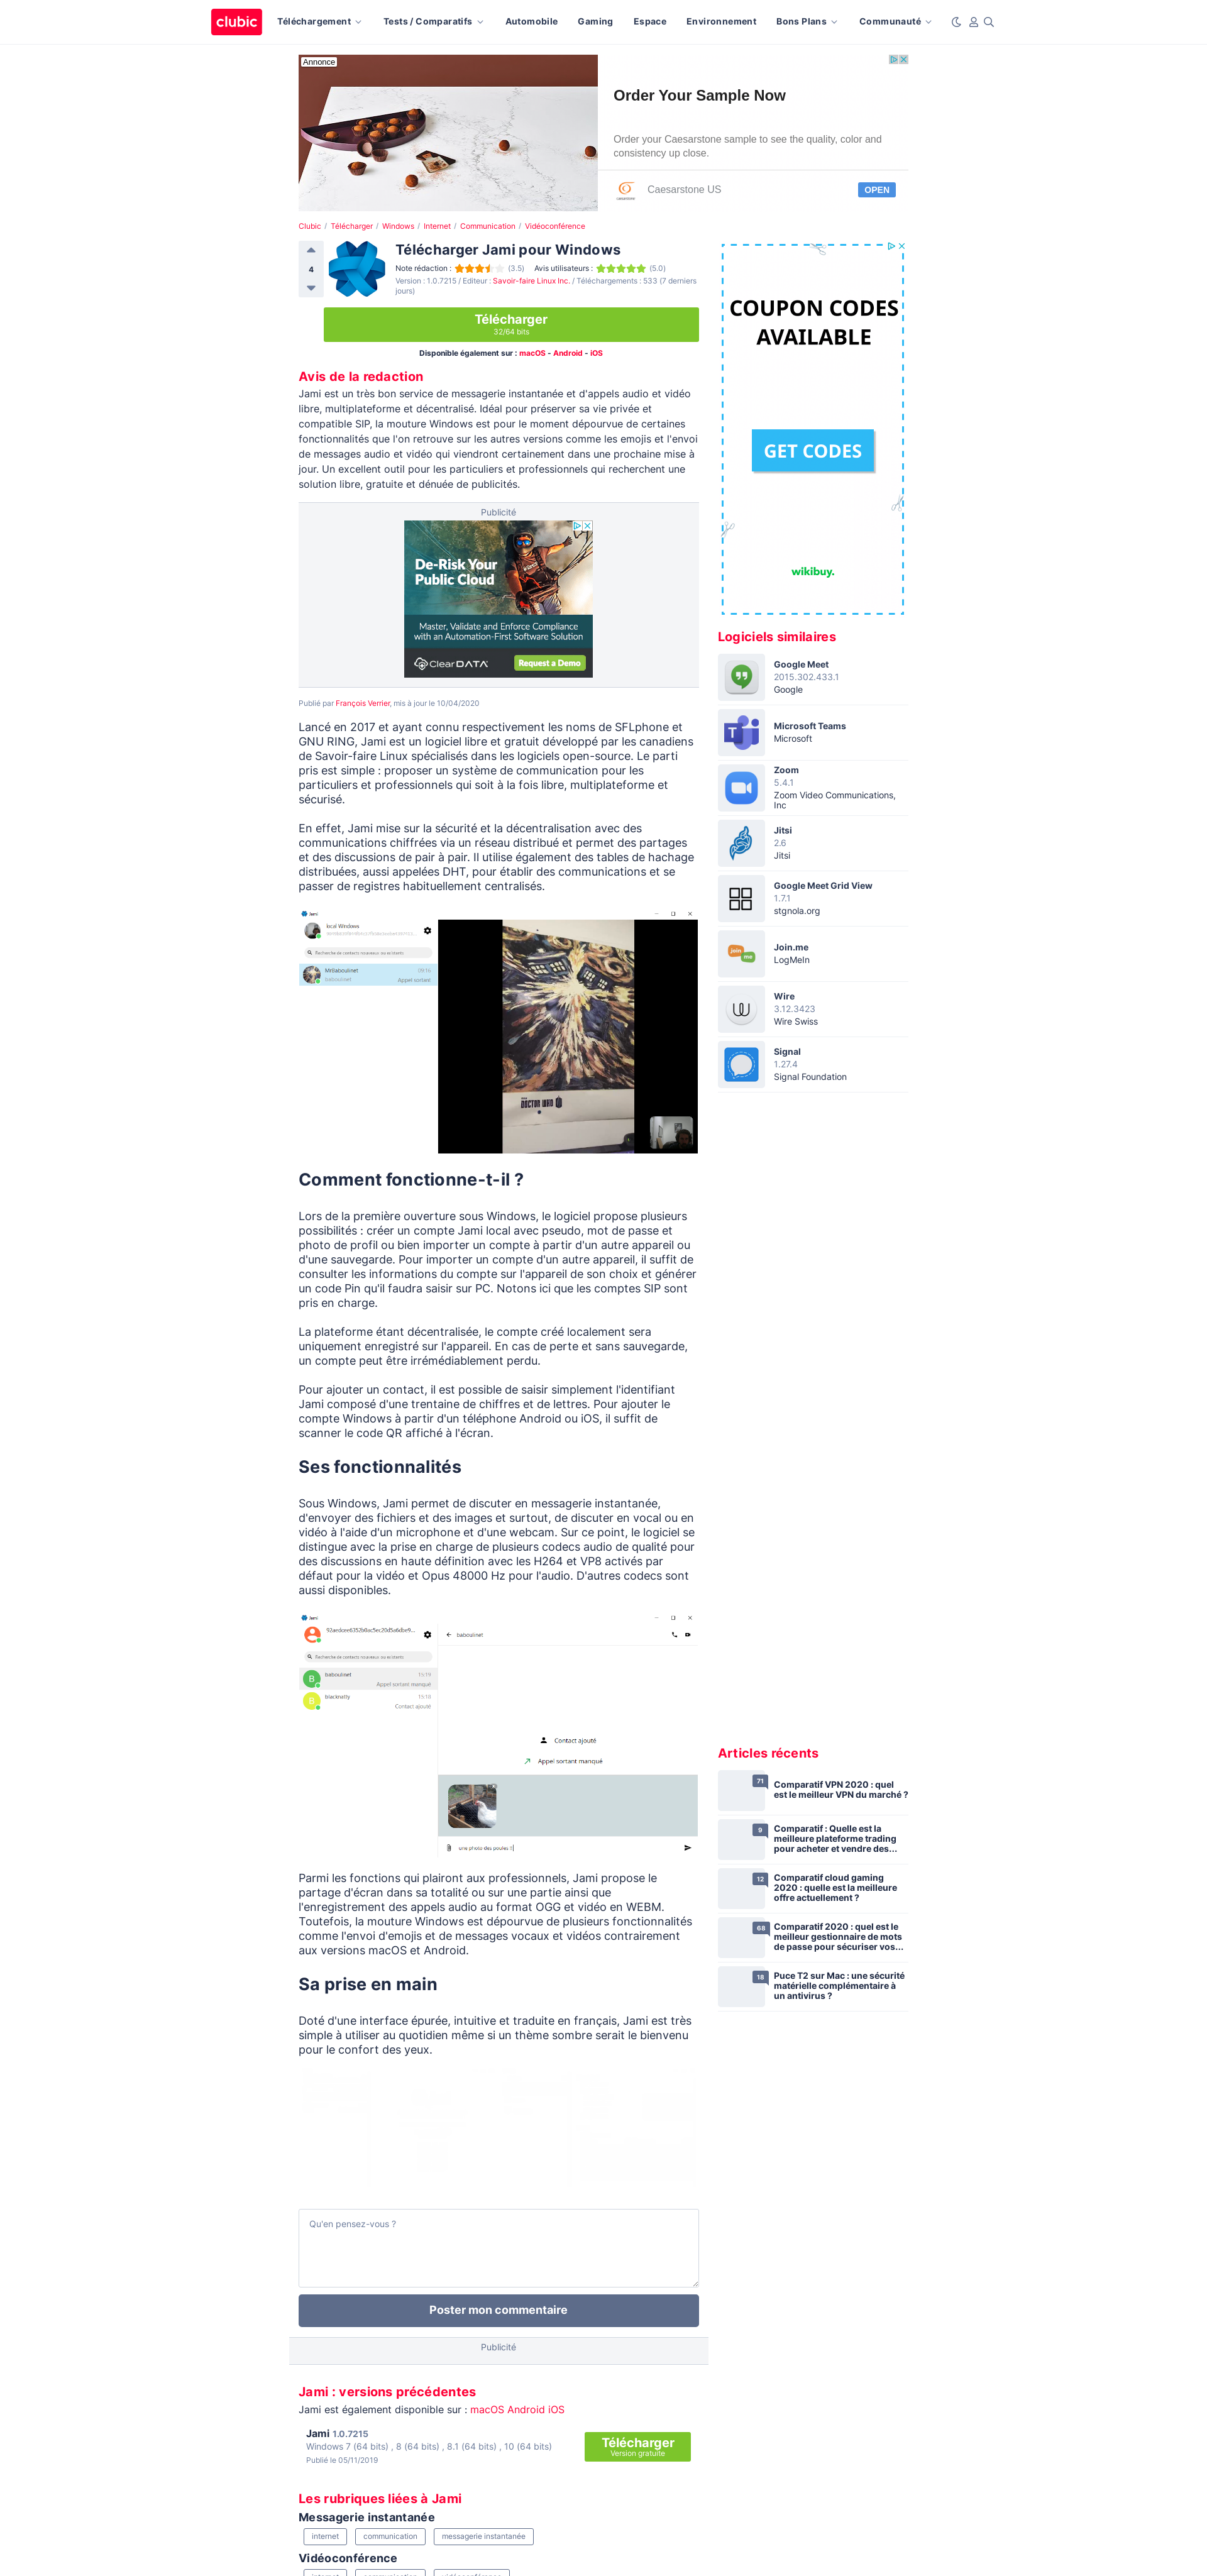 clubic
Téléchargement
Tests / Comparatifs
Automobile
Gaming
Espace
Environnement
Bons Plans
Communauté
Annonce
Order Your Sample Now
Order your Caesarstone sample to see the quality, color and
consistency up close.
Caesarstone US
OPEN
Clubic / Télécharger / Windows / Internet / Communication / Vidéoconférence
4
Télécharger Jami pour Windows
Note rédaction : (3.5) Avis utilisateurs : (5.0)
Version : 1.0.7215 / Editeur : Savoir-faire Linux Inc. / Téléchargements : 533 (7 derniers
jours)
Télécharger
32/64 bits
Disponible également sur : macOS - Android - iOS
Avis de la redaction
Jami est un très bon service de messagerie instantanée et d'appels audio et vidéo
libre, multiplateforme et décentralisé. Idéal pour préserver sa vie privée et
compatible SIP, la mouture Windows est pour le moment dépourvue de certaines
fonctionnalités que l'on retrouve sur les autres versions comme les emojis et l'envoi
de messages audio et vidéo qui viendront certainement dans une prochaine mise à
jour. Un excellent outil pour les particuliers et professionnels qui recherchent une
solution libre, gratuite et dénuée de publicités.
Publicité
De-Risk Your
Public Cloud
Master, Validate and Enforce Compliance
with an Automation-First Software Solution
ClearDATA
Request a Demo
Publié par François Verrier, mis à jour le 10/04/2020
Lancé en 2017 et ayant connu respectivement les noms de SFLphone et
GNU RING, Jami est un logiciel libre et gratuit développé par les canadiens
de Savoir-faire Linux spécialisés dans les logiciels open-source. Le parti
pris est simple : proposer un système de communication pour les
particuliers et professionnels qui soit à la fois libre, multiplateforme et
sécurisé.
En effet, Jami mise sur la sécurité et la décentralisation avec des
communications chiffrées via un réseau distribué et permet des partages
et des discussions de pair à pair. Il utilise également des tables de hachage
distribuées, aussi appelées DHT, pour établir des communications et se
passer de registres habituellement centralisés.
Jami
local Windows
Recherche de contacts nouveaux ou existants
Mrllaboulinet
baboulinet
Appel sortant
DOCTOR WHO
Comment fonctionne-t-il ?
Lors de la première ouverture sous Windows, le logiciel propose plusieurs
possibilités : créer un compte Jami local avec pseudo, mot de passe et
photo de profil ou bien importer un compte à partir d'un autre appareil ou
d'une sauvegarde. Pour importer un compte d'un autre appareil, il suffit de
consulter les informations du compte sur l'appareil de son choix et générer
un code Pin qu'il faudra saisir sur PC. Notons ici que les comptes SIP sont
pris en charge.
La plateforme étant décentralisée, le compte créé localement sera
uniquement enregistré sur l'appareil. En cas de perte et sans sauvegarde,
un compte peut être irrémédiablement perdu.
Pour ajouter un contact, il est possible de saisir simplement l'identifiant
Jami composé d'une trentaine de chiffres et de lettres. Pour ajouter le
compte Windows à partir d'un téléphone Android ou iOS, il suffit de
scanner le code QR affiché à l'écran.
Ses fonctionnalités
Sous Windows, Jami permet de discuter en messagerie instantanée,
d'envoyer des fichiers et des images et surtout, de discuter en vocal ou en
vidéo à l'aide d'un microphone et d'une webcam. Sur ce point, le logiciel se
distingue avec la prise en charge de plusieurs codecs audio de qualité pour
des discussions en haute définition avec les H264 et VP8 activés par
défaut pour la vidéo et Opus 48000 Hz pour l'audio. D'autres codecs sont
aussi disponibles.
Jami
Recherche de contacts nouveaux ou existants
B
baboulinet
15:19
Appel sortant manqué
B
blacknaily
15:18
Contact ajouté
baboulinet
Contact ajouté
Appel sortant manqué
une photo des poules !|
Parmi les fonctions qui plairont aux professionnels, Jami propose le
partage d'écran dans sa totalité ou sur une partie ainsi que
l'enregistrement des appels audio au format OGG et vidéo en WEBM.
Toutefois, la mouture Windows est dépourvue de plusieurs fonctionnalités
comme l'envoi d'emojis et de messages vocaux et vidéos contrairement
aux versions macOS et Android.
Sa prise en main
Doté d'une interface épurée, intuitive et traduite en français, Jami est très
simple à utiliser au quotidien même si un thème sombre serait le bienvenu
pour le confort des yeux.
Qu'en pensez-vous ?
Poster mon commentaire
Publicité
Jami : versions précédentes
Jami est également disponible sur : macOS Android iOS
Jami 1.0.7215
Windows 7 (64 bits) , 8 (64 bits) , 8.1 (64 bits) , 10 (64 bits)
Publié le 05/11/2019
Télécharger
Version gratuite
Les rubriques liées à Jami
Messagerie instantanée
internet
communication
messagerie instantanée
Vidéoconférence
COUPON CODES
AVAILABLE
GET CODES
wikibuy.
Logiciels similaires
Google Meet
2015.302.433.1
Google
Microsoft Teams
Microsoft
Zoom
5.4.1
Zoom Video Communications,
Inc
Jitsi
2.6
Jitsi
Google Meet Grid View
1.7.1
stgnola.org
join
me
Join.me
LogMeIn
Wire
3.12.3423
Wire Swiss
Signal
1.27.4
Signal Foundation
Articles récents
71
Comparatif VPN 2020 : quel
est le meilleur VPN du marché ?
9
Comparatif : Quelle est la
meilleure plateforme trading
pour acheter et vendre des...
12
Comparatif cloud gaming
2020 : quelle est la meilleure
offre actuellement ?
68
Comparatif 2020 : quel est le
meilleur gestionnaire de mots
de passe pour sécuriser vos...
18
Puce T2 sur Mac : une sécurité
matérielle complémentaire à
un antivirus ?